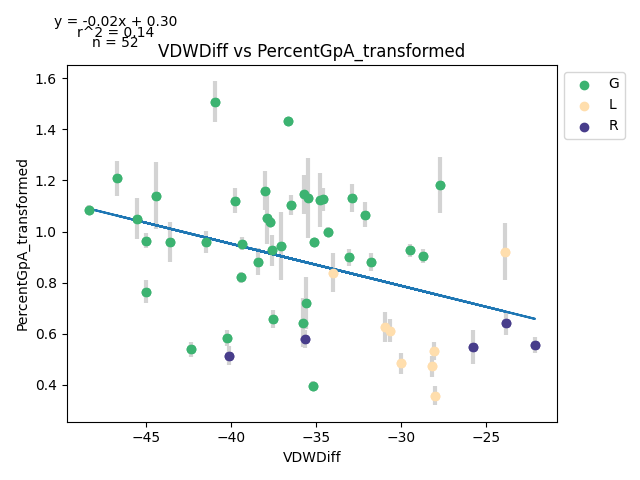 y = -0.02x + 0.30
r^2 = 0.14
n = 52
VDWDiff vs PercentGpA_transformed
1.6
1.4
1.2
1.0
0.8
0.6
0.4
PercentGpA_transformed
−45
−40
−35
−30
−25
VDWDiff
G
L
R